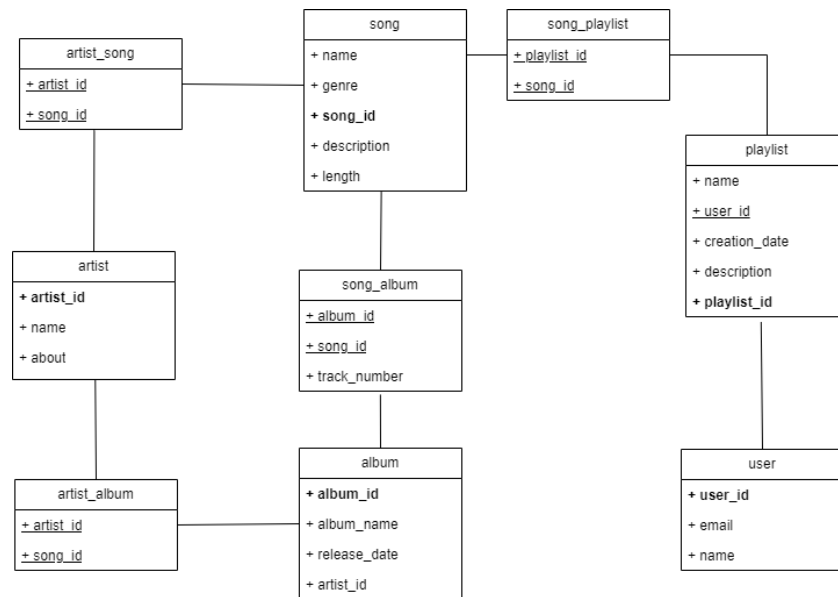 song
+ name
+ genre
+ song_id
+ description
+ length
song_playlist
+ playlist_id
+ song_id
artist_song
+ artist_id
+ song_id
playlist
+ name
+ user_id
+ creation_date
+ description
+ playlist_id
artist
+ artist_id
+ name
+ about
song_album
+ album_id
+ song_id
+ track_number
album
+ album_id
+ album_name
+ release_date
+ artist_id
user
+ user_id
+ email
+ name
artist_album
+ artist_id
+ song_id